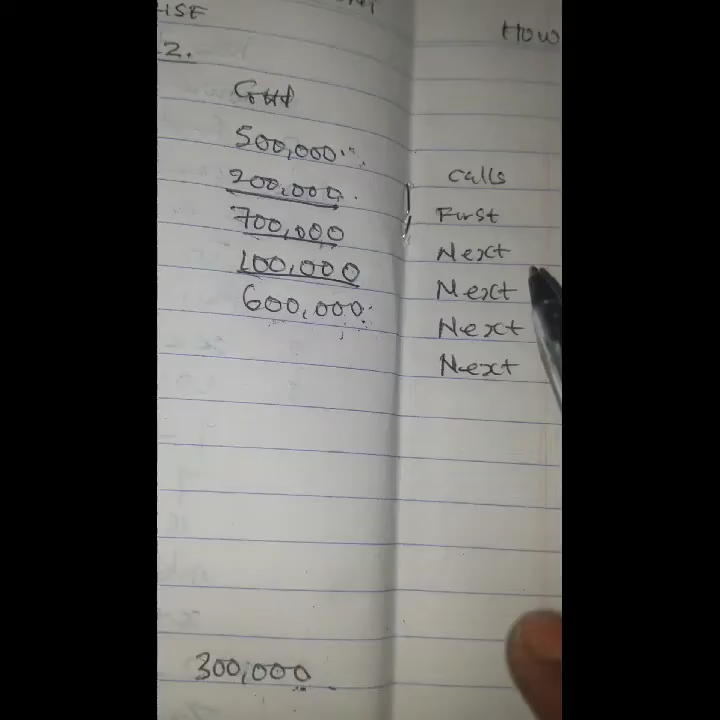 2.
How
500,000
200,000
700,000
100,000
600,000
Calls
First
Next
Next
Next
Next
300,000